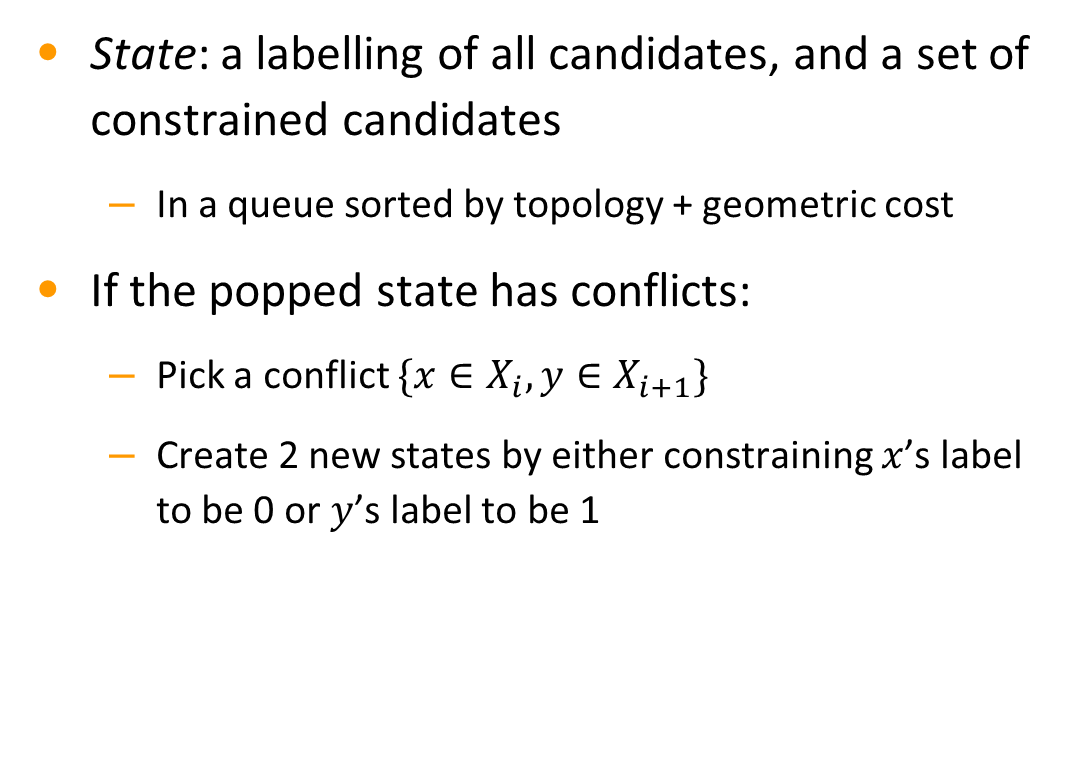 • State: a labelling of all candidates, and a set of
constrained candidates
– In a queue sorted by topology + geometric cost
• If the popped state has conflicts:
– Pick a conflict {𝑥 ∈ 𝑋ᵢ, 𝑦 ∈ 𝑋ᵢ₊₁}
– Create 2 new states by either constraining 𝑥’s label
to be 0 or 𝑦’s label to be 1